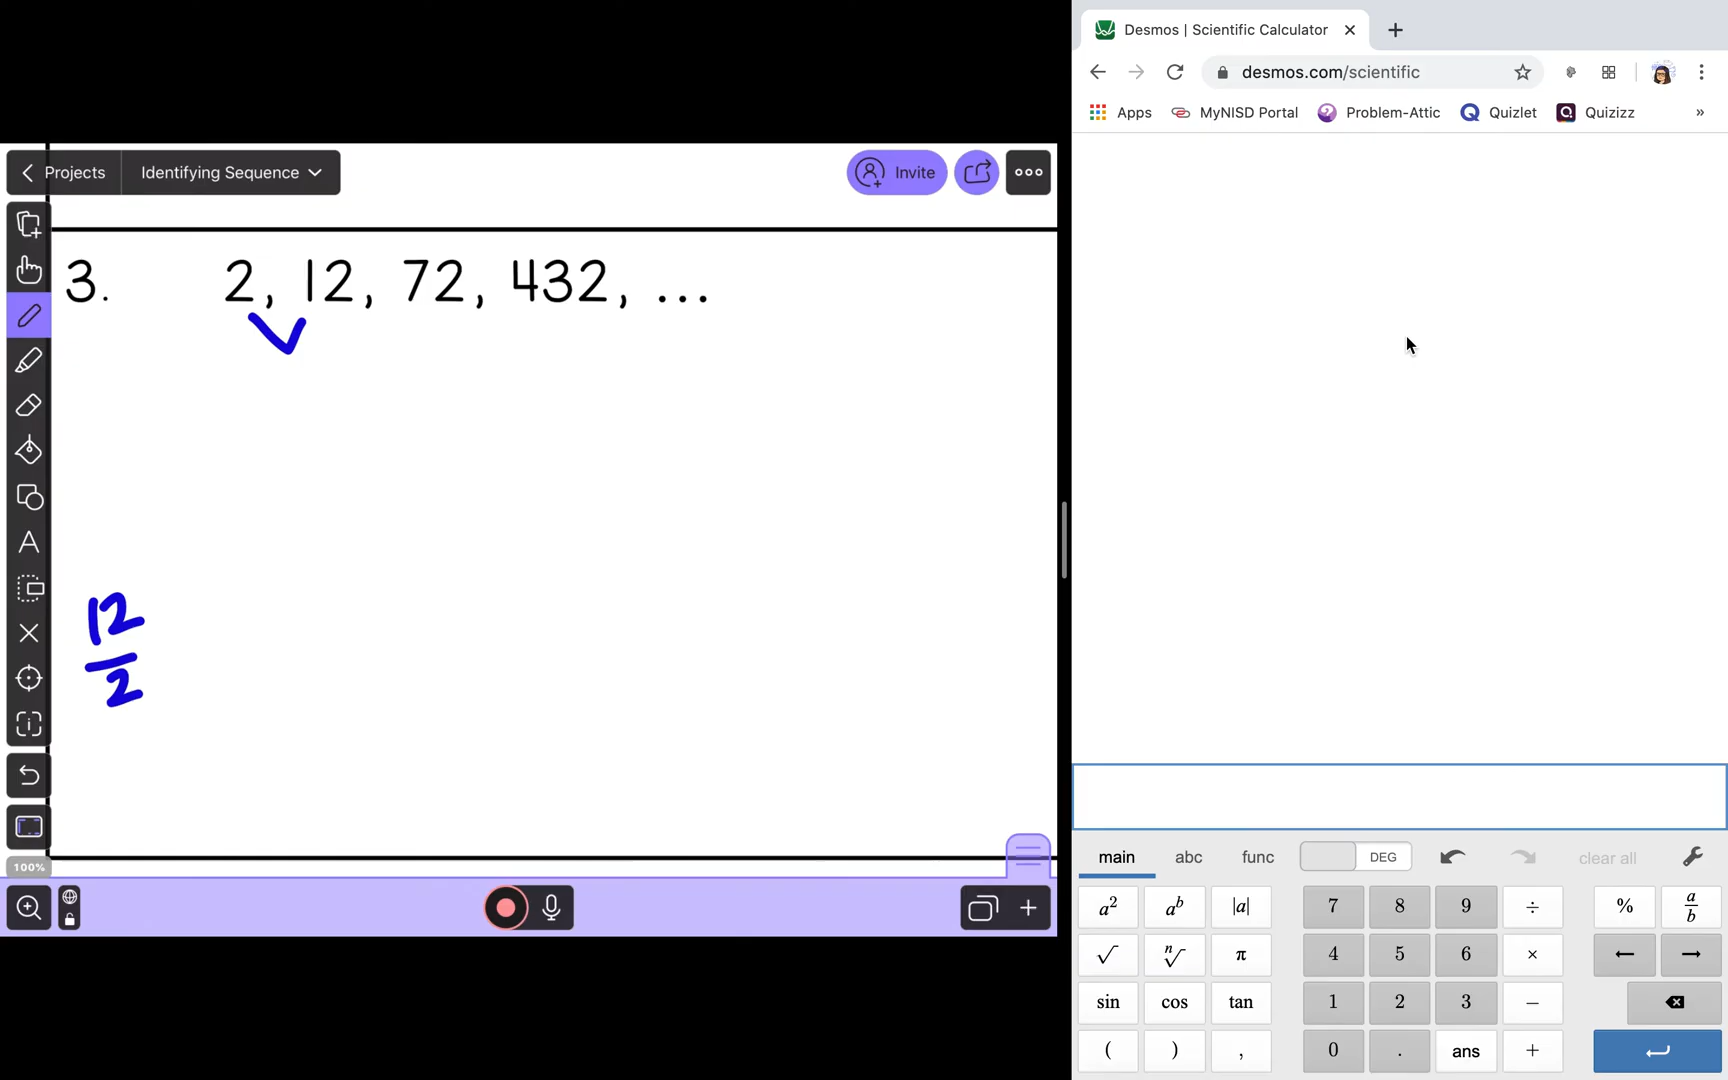 Desmos | Scientific Calculator
desmos.com/scientific
Apps MyNISD Portal Problem-Attic Quizlet Quizizz »
Projects Identifying Sequence Invite
3. 2, 12, 72, 432, ...
12
2
100%
main abc func DEG clear all
a² aᵇ |a| 7 8 9 ÷ % a/b
√ ⁿ√ π 4 5 6 × ← →
sin cos tan 1 2 3 −
( ) , 0 . ans +